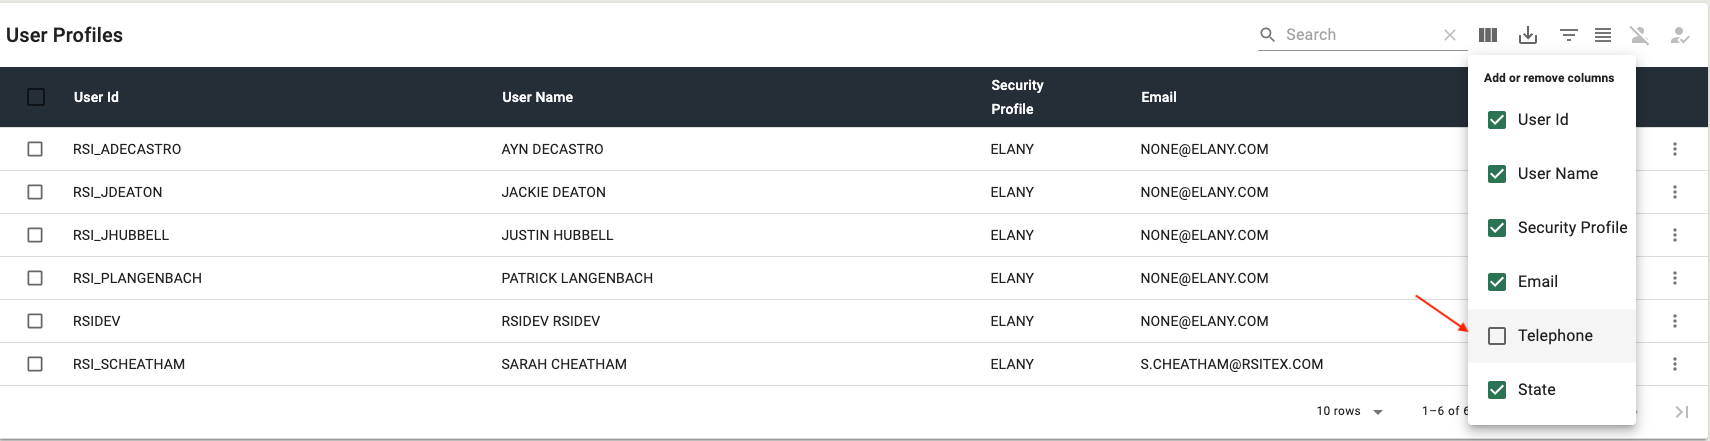 User Profiles
Search
Add or remove columns
User Id
User Name
Security Profile
Email
Telephone
State
User Id User Name Security Profile Email
RSI_ADECASTRO AYN DECASTRO ELANY NONE@ELANY.COM
RSI_JDEATON JACKIE DEATON ELANY NONE@ELANY.COM
RSI_JHUBBELL JUSTIN HUBBELL ELANY NONE@ELANY.COM
RSI_PLANGENBACH PATRICK LANGENBACH ELANY NONE@ELANY.COM
RSIDEV RSIDEV RSIDEV ELANY NONE@ELANY.COM
RSI_SCHEATHAM SARAH CHEATHAM ELANY S.CHEATHAM@RSITEX.COM
10 rows 1–6 of 6